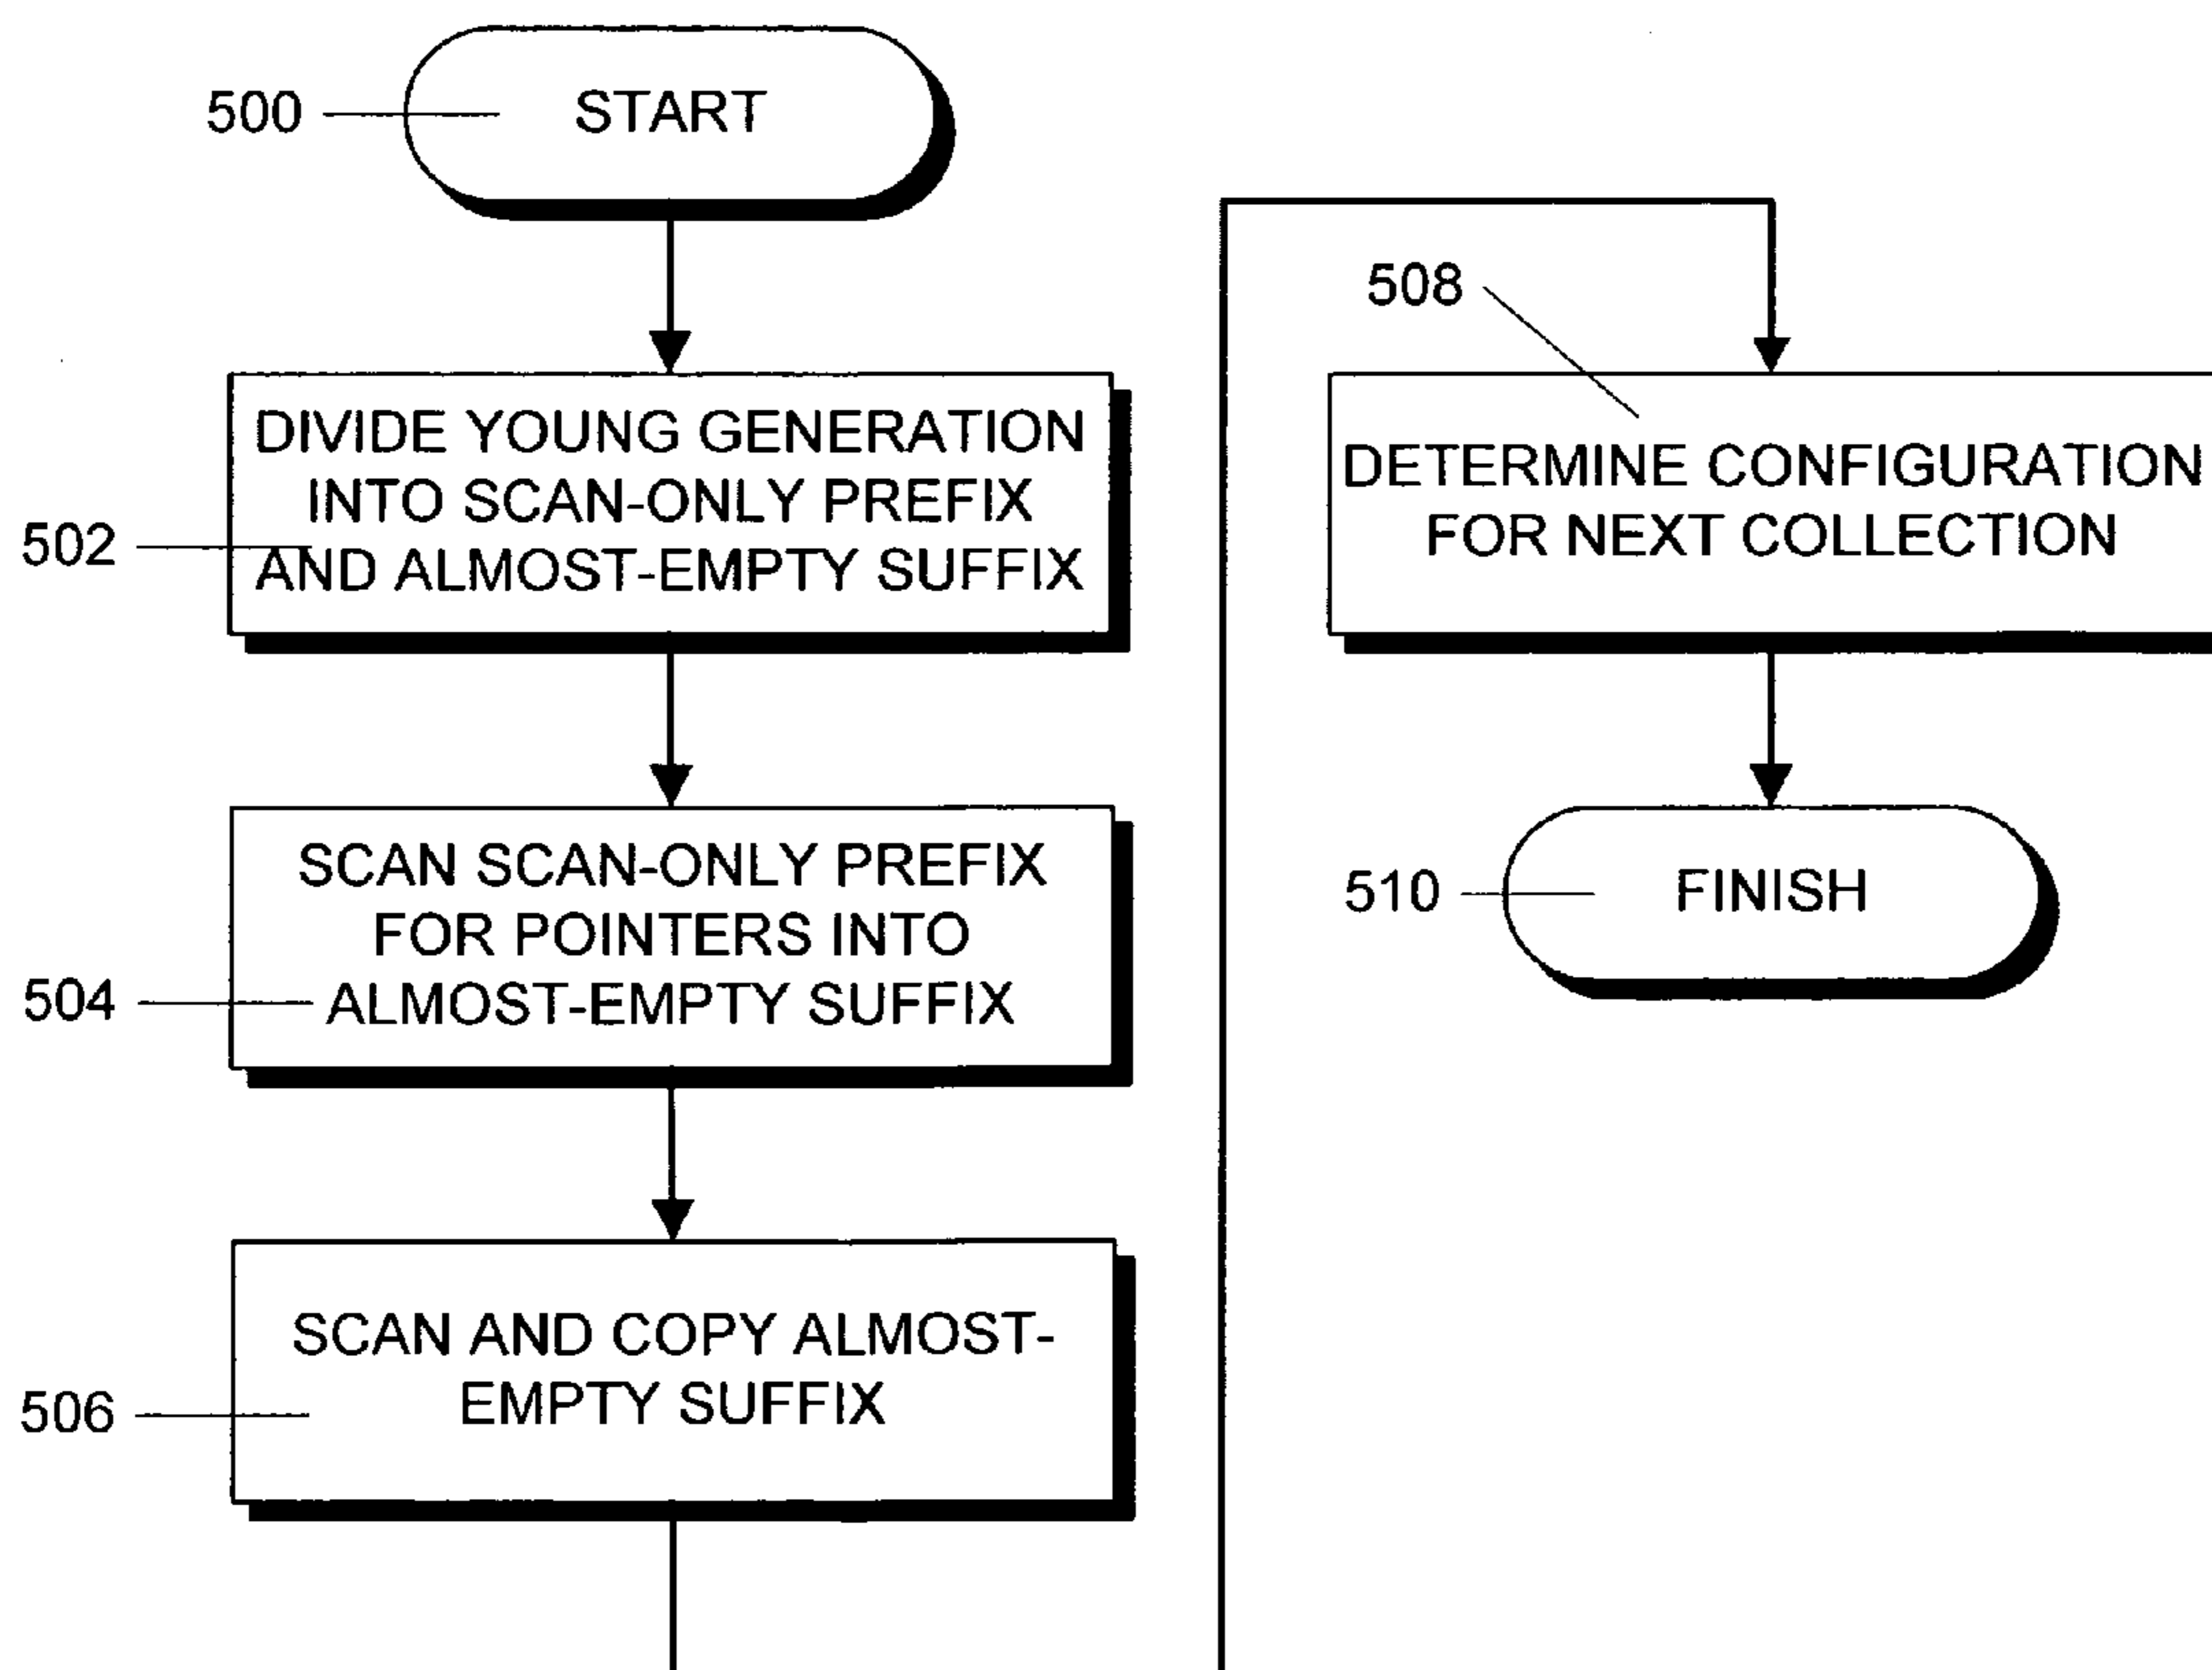 500
START
502
DIVIDE YOUNG GENERATION
INTO SCAN-ONLY PREFIX
AND ALMOST-EMPTY SUFFIX
504
SCAN SCAN-ONLY PREFIX
FOR POINTERS INTO
ALMOST-EMPTY SUFFIX
506
SCAN AND COPY ALMOST-
EMPTY SUFFIX
508
DETERMINE CONFIGURATION
FOR NEXT COLLECTION
510
FINISH